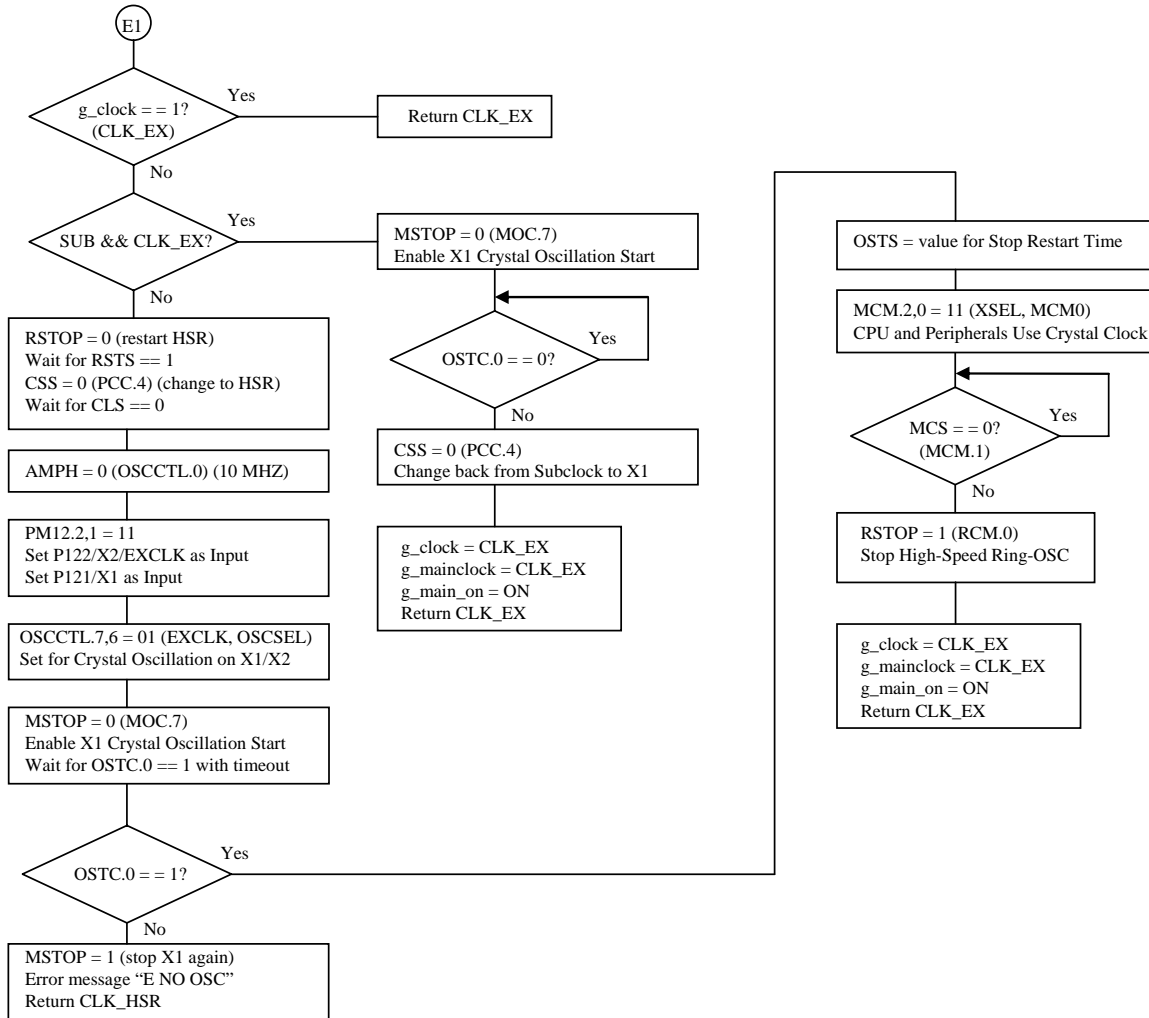 E1
g_clock = = 1?
(CLK_EX)
Yes
Return CLK_EX
No
SUB && CLK_EX?
Yes
MSTOP = 0 (MOC.7)
Enable X1 Crystal Oscillation Start
OSTC.0 = = 0?
Yes
No
CSS = 0 (PCC.4)
Change back from Subclock to X1
g_clock = CLK_EX
g_mainclock = CLK_EX
g_main_on = ON
Return CLK_EX
No
RSTOP = 0 (restart HSR)
Wait for RSTS == 1
CSS = 0 (PCC.4) (change to HSR)
Wait for CLS == 0
AMPH = 0 (OSCCTL.0) (10 MHZ)
PM12.2,1 = 11
Set P122/X2/EXCLK as Input
Set P121/X1 as Input
OSCCTL.7,6 = 01 (EXCLK, OSCSEL)
Set for Crystal Oscillation on X1/X2
MSTOP = 0 (MOC.7)
Enable X1 Crystal Oscillation Start
Wait for OSTC.0 == 1 with timeout
OSTC.0 = = 1?
Yes
No
MSTOP = 1 (stop X1 again)
Error message “E NO OSC”
Return CLK_HSR
OSTS = value for Stop Restart Time
MCM.2,0 = 11 (XSEL, MCM0)
CPU and Peripherals Use Crystal Clock
MCS = = 0?
(MCM.1)
Yes
No
RSTOP = 1 (RCM.0)
Stop High-Speed Ring-OSC
g_clock = CLK_EX
g_mainclock = CLK_EX
g_main_on = ON
Return CLK_EX